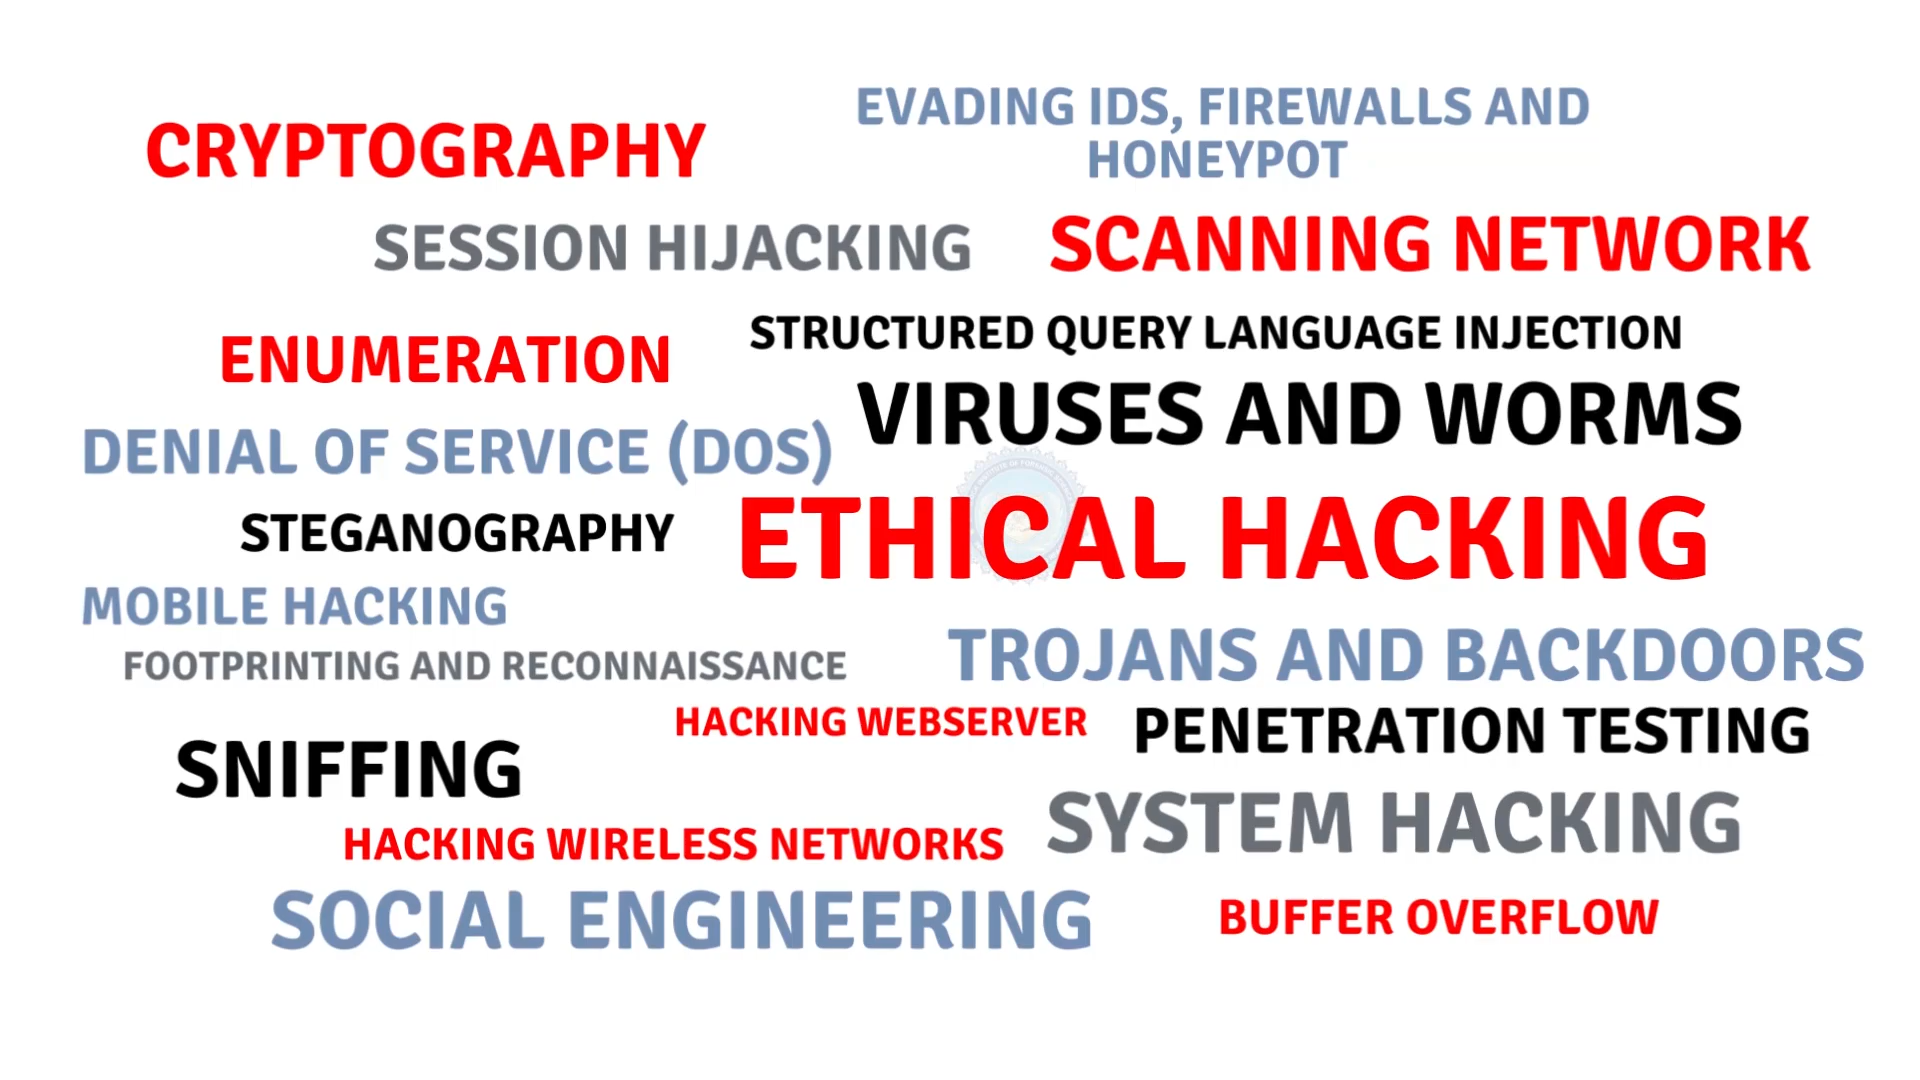 CRYPTOGRAPHY
EVADING IDS, FIREWALLS AND
HONEYPOT
SESSION HIJACKING
SCANNING NETWORK
ENUMERATION
STRUCTURED QUERY LANGUAGE INJECTION
VIRUSES AND WORMS
DENIAL OF SERVICE (DOS)
STEGANOGRAPHY
ETHICAL HACKING
MOBILE HACKING
FOOTPRINTING AND RECONNAISSANCE
TROJANS AND BACKDOORS
HACKING WEBSERVER
PENETRATION TESTING
SNIFFING
HACKING WIRELESS NETWORKS
SYSTEM HACKING
SOCIAL ENGINEERING
BUFFER OVERFLOW